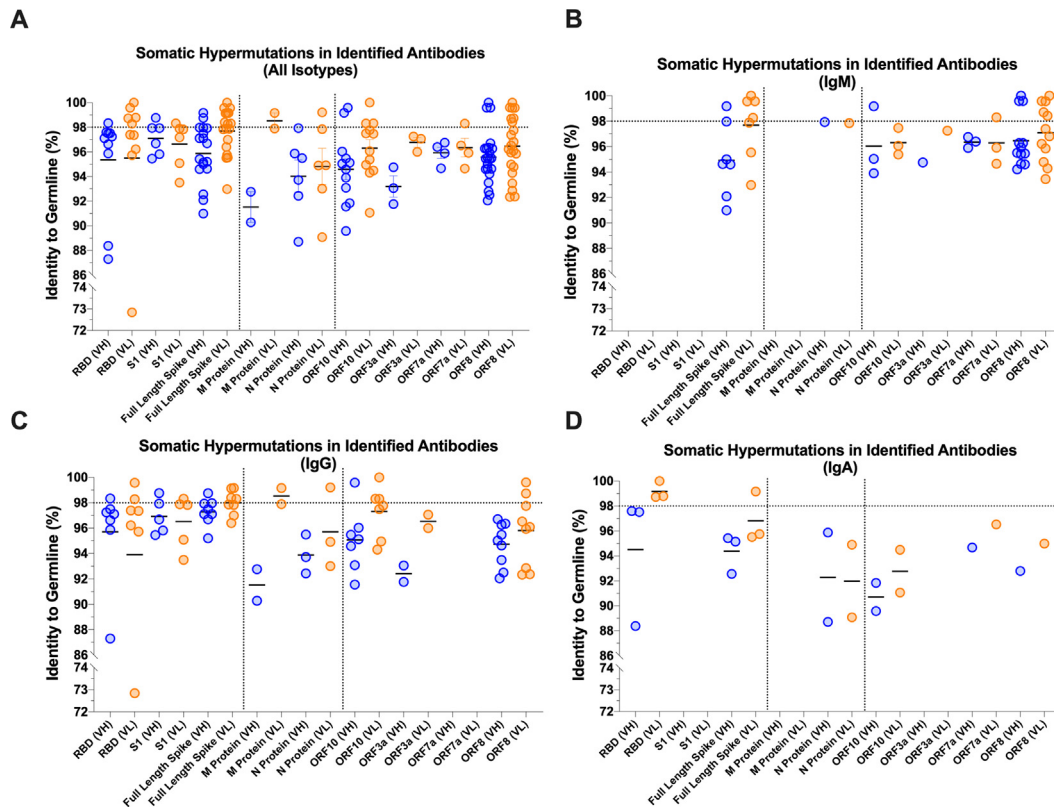 A
Somatic Hypermutations in Identified Antibodies
(All Isotypes)
Identity to Germline (%)
100
98
96
94
92
90
88
86
74
73
72
RBD (VH)
RBD (VL)
S1 (VH)
S1 (VL)
Full Length Spike (VH)
Full Length Spike (VL)
M Protein (VH)
M Protein (VL)
N Protein (VH)
N Protein (VL)
ORF10 (VH)
ORF10 (VL)
ORF3a (VH)
ORF3a (VL)
ORF7a (VH)
ORF7a (VL)
ORF8 (VH)
ORF8 (VL)
B
Somatic Hypermutations in Identified Antibodies
(IgM)
Identity to Germline (%)
100
98
96
94
92
90
88
86
74
73
72
RBD (VH)
RBD (VL)
S1 (VH)
S1 (VL)
Full Length Spike (VH)
Full Length Spike (VL)
M Protein (VH)
M Protein (VL)
N Protein (VH)
N Protein (VL)
ORF10 (VH)
ORF10 (VL)
ORF3a (VH)
ORF3a (VL)
ORF7a (VH)
ORF7a (VL)
ORF8 (VH)
ORF8 (VL)
C
Somatic Hypermutations in Identified Antibodies
(IgG)
Identity to Germline (%)
100
98
96
94
92
90
88
86
74
73
72
RBD (VH)
RBD (VL)
S1 (VH)
S1 (VL)
Full Length Spike (VH)
Full Length Spike (VL)
M Protein (VH)
M Protein (VL)
N Protein (VH)
N Protein (VL)
ORF10 (VH)
ORF10 (VL)
ORF3a (VH)
ORF3a (VL)
ORF7a (VH)
ORF7a (VL)
ORF8 (VH)
ORF8 (VL)
D
Somatic Hypermutations in Identified Antibodies
(IgA)
Identity to Germline (%)
100
98
96
94
92
90
88
86
74
73
72
RBD (VH)
RBD (VL)
S1 (VH)
S1 (VL)
Full Length Spike (VH)
Full Length Spike (VL)
M Protein (VH)
M Protein (VL)
N Protein (VH)
N Protein (VL)
ORF10 (VH)
ORF10 (VL)
ORF3a (VH)
ORF3a (VL)
ORF7a (VH)
ORF7a (VL)
ORF8 (VH)
ORF8 (VL)